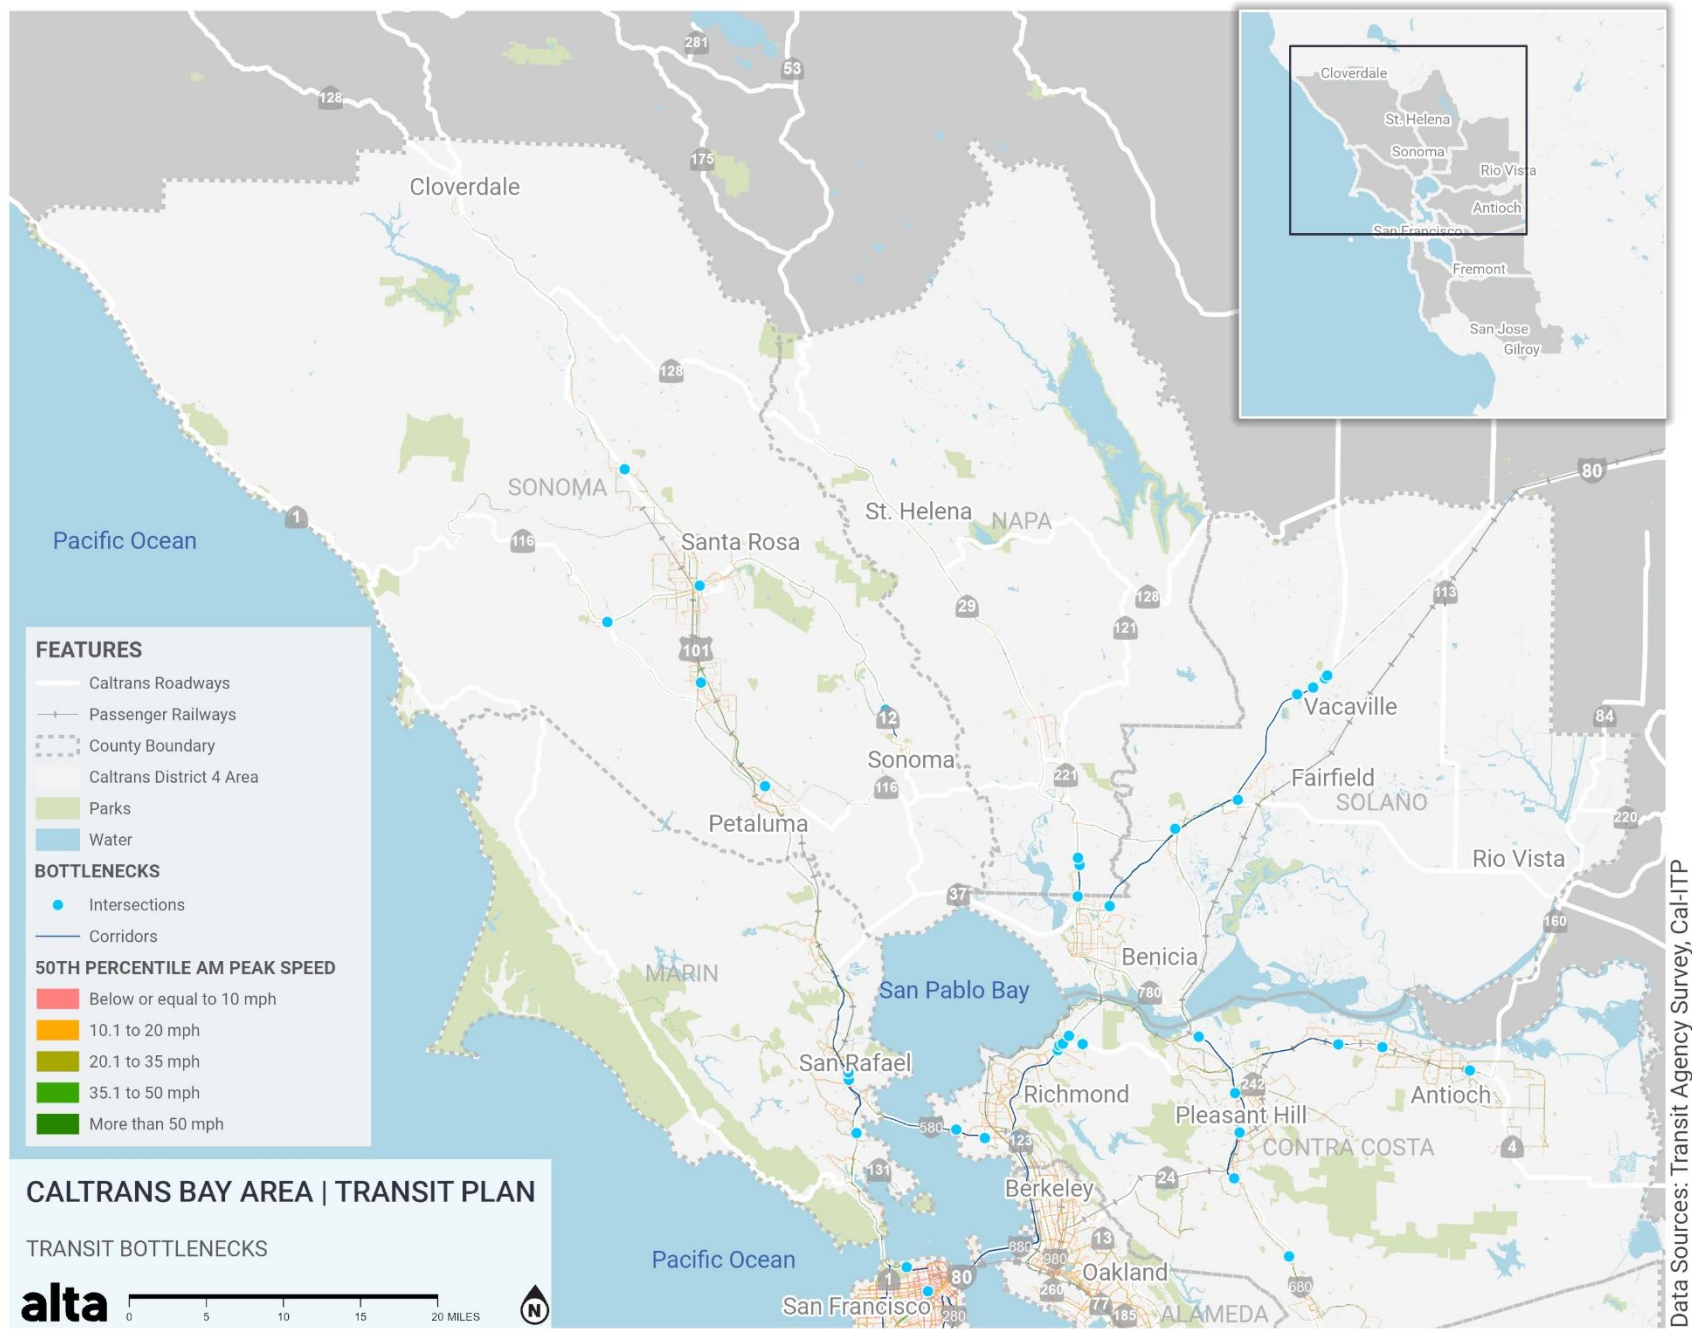 281
53
128
175
Cloverdale
128
SONOMA
1
116
Pacific Ocean
Santa Rosa
St. Helena
NAPA
29
128
121
101
12
Sonoma
116
221
Petaluma
37
80
113
Vacaville
84
Fairfield
SOLANO
220
Rio Vista
160
Benicia
780
MARIN
San Pablo Bay
San Rafael
Richmond
242
Pleasant Hill
Antioch
580
123
CONTRA COSTA
4
131
24
Berkeley
13
880
980
Pacific Ocean
1
80
Oakland
260
680
San Francisco
280
77
185
ALAMEDA
Cloverdale
St. Helena
Sonoma
Rio Vista
Antioch
San Francisco
Fremont
San Jose
Gilroy
FEATURES
Caltrans Roadways
Passenger Railways
County Boundary
Caltrans District 4 Area
Parks
Water
BOTTLENECKS
Intersections
Corridors
50TH PERCENTILE AM PEAK SPEED
Below or equal to 10 mph
10.1 to 20 mph
20.1 to 35 mph
35.1 to 50 mph
More than 50 mph
CALTRANS BAY AREA | TRANSIT PLAN
TRANSIT BOTTLENECKS
alta
0 5 10 15 20 MILES
N
Data Sources: Transit Agency Survey, Cal-ITP